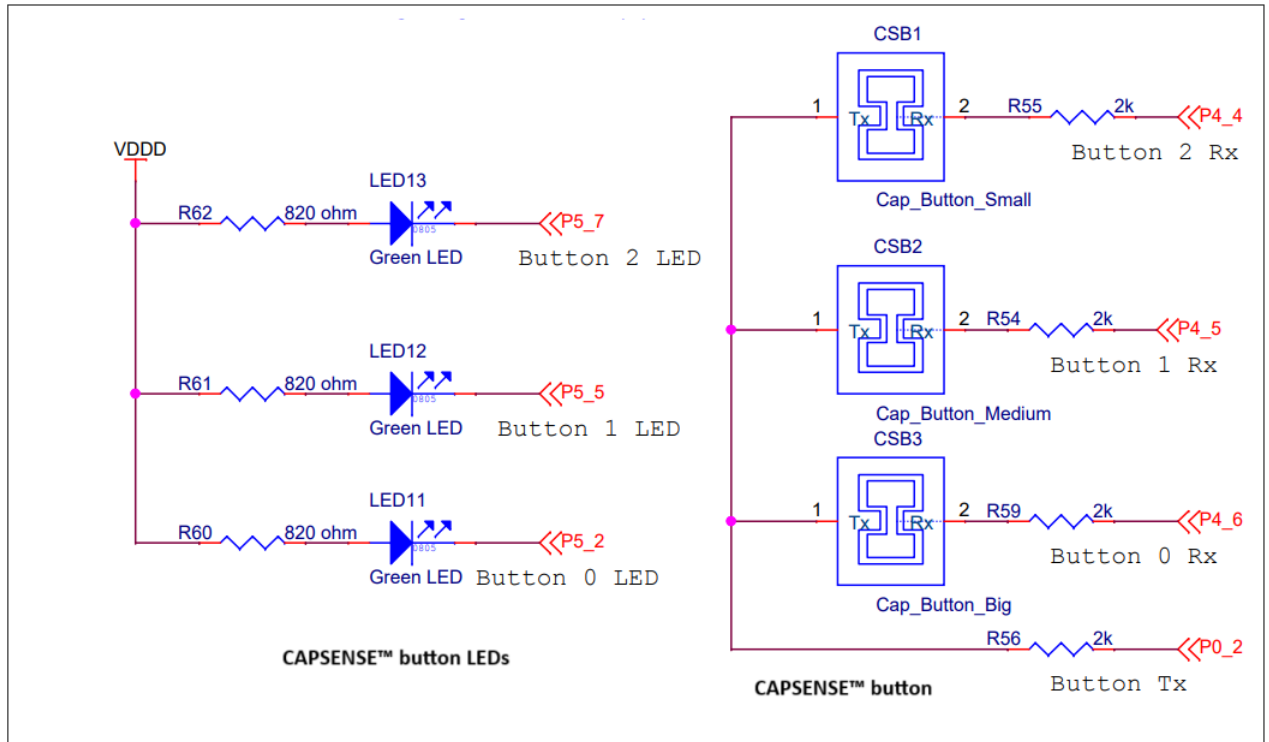 VDDD
R62 820 ohm
LED13
0805
Green LED
P5_7
Button 2 LED
R61 820 ohm
LED12
0805
Green LED
P5_5
Button 1 LED
R60 820 ohm
LED11
0805
Green LED
P5_2
Button 0 LED
CAPSENSE™ button LEDs
CSB1
1 Tx Rx 2
R55 2k
P4_4
Button 2 Rx
Cap_Button_Small
CSB2
1 Tx Rx 2
R54 2k
P4_5
Button 1 Rx
Cap_Button_Medium
CSB3
1 Tx Rx 2
R59 2k
P4_6
Button 0 Rx
Cap_Button_Big
R56 2k
P0_2
Button Tx
CAPSENSE™ button